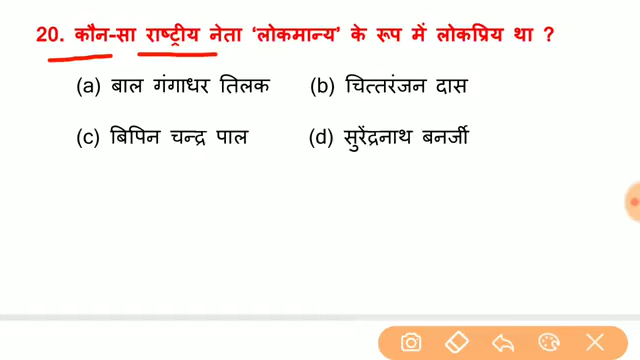 20. कौन-सा राष्ट्रीय नेता ‘लोकमान्य’ के रूप में लोकप्रिय था ?
(a) बाल गंगाधर तिलक (b) चित्तरंजन दास
(c) बिपिन चन्द्र पाल (d) सुरेंद्रनाथ बनर्जी